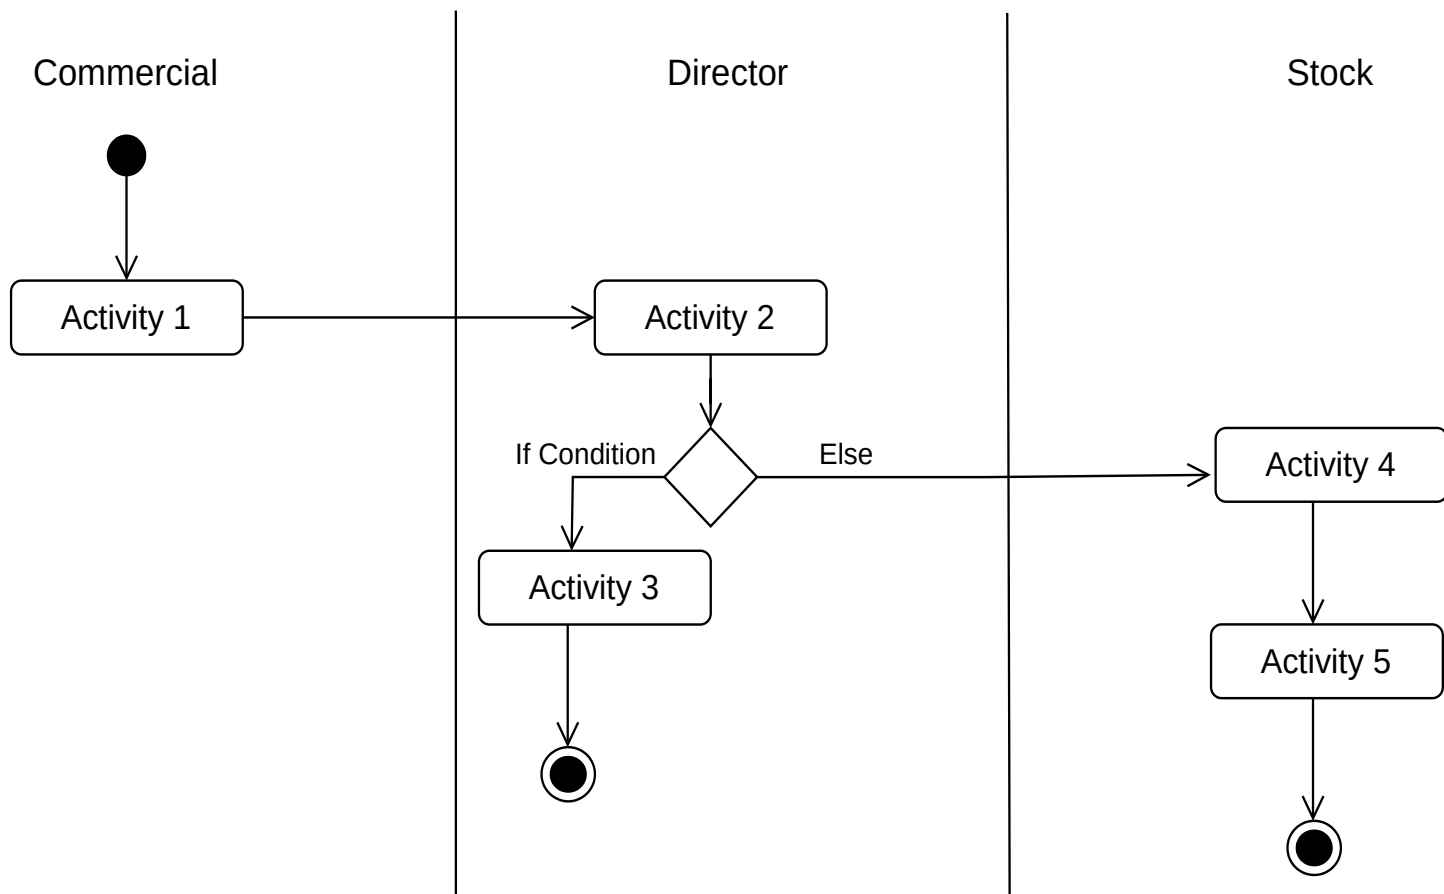 Commercial
Director
Stock
Activity 1
Activity 2
If Condition
Else
Activity 4
Activity 3
Activity 5